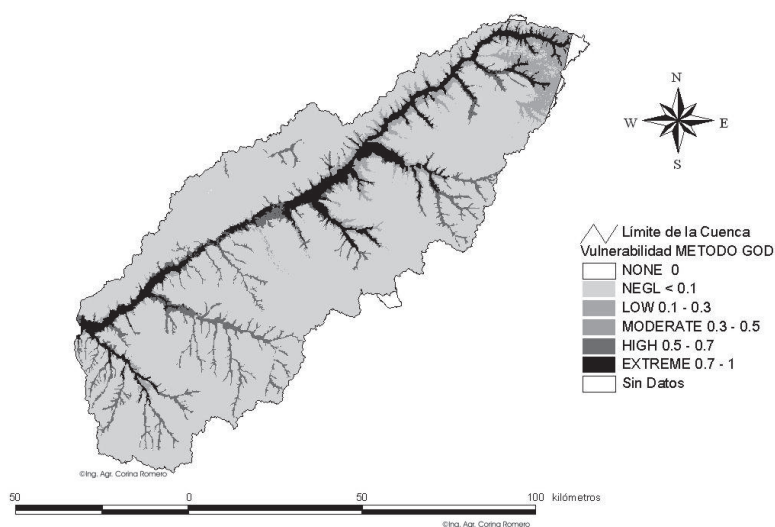 N
W E
S
Límite de la Cuenca
Vulnerabilidad METODO GOD
NONE 0
NEGL < 0.1
LOW 0.1 - 0.3
MODERATE 0.3 - 0.5
HIGH 0.5 - 0.7
EXTREME 0.7 - 1
Sin Datos
©Ing. Agr. Corina Romero
50 0 50 100 kilómetros
©Ing. Agr. Corina Romero